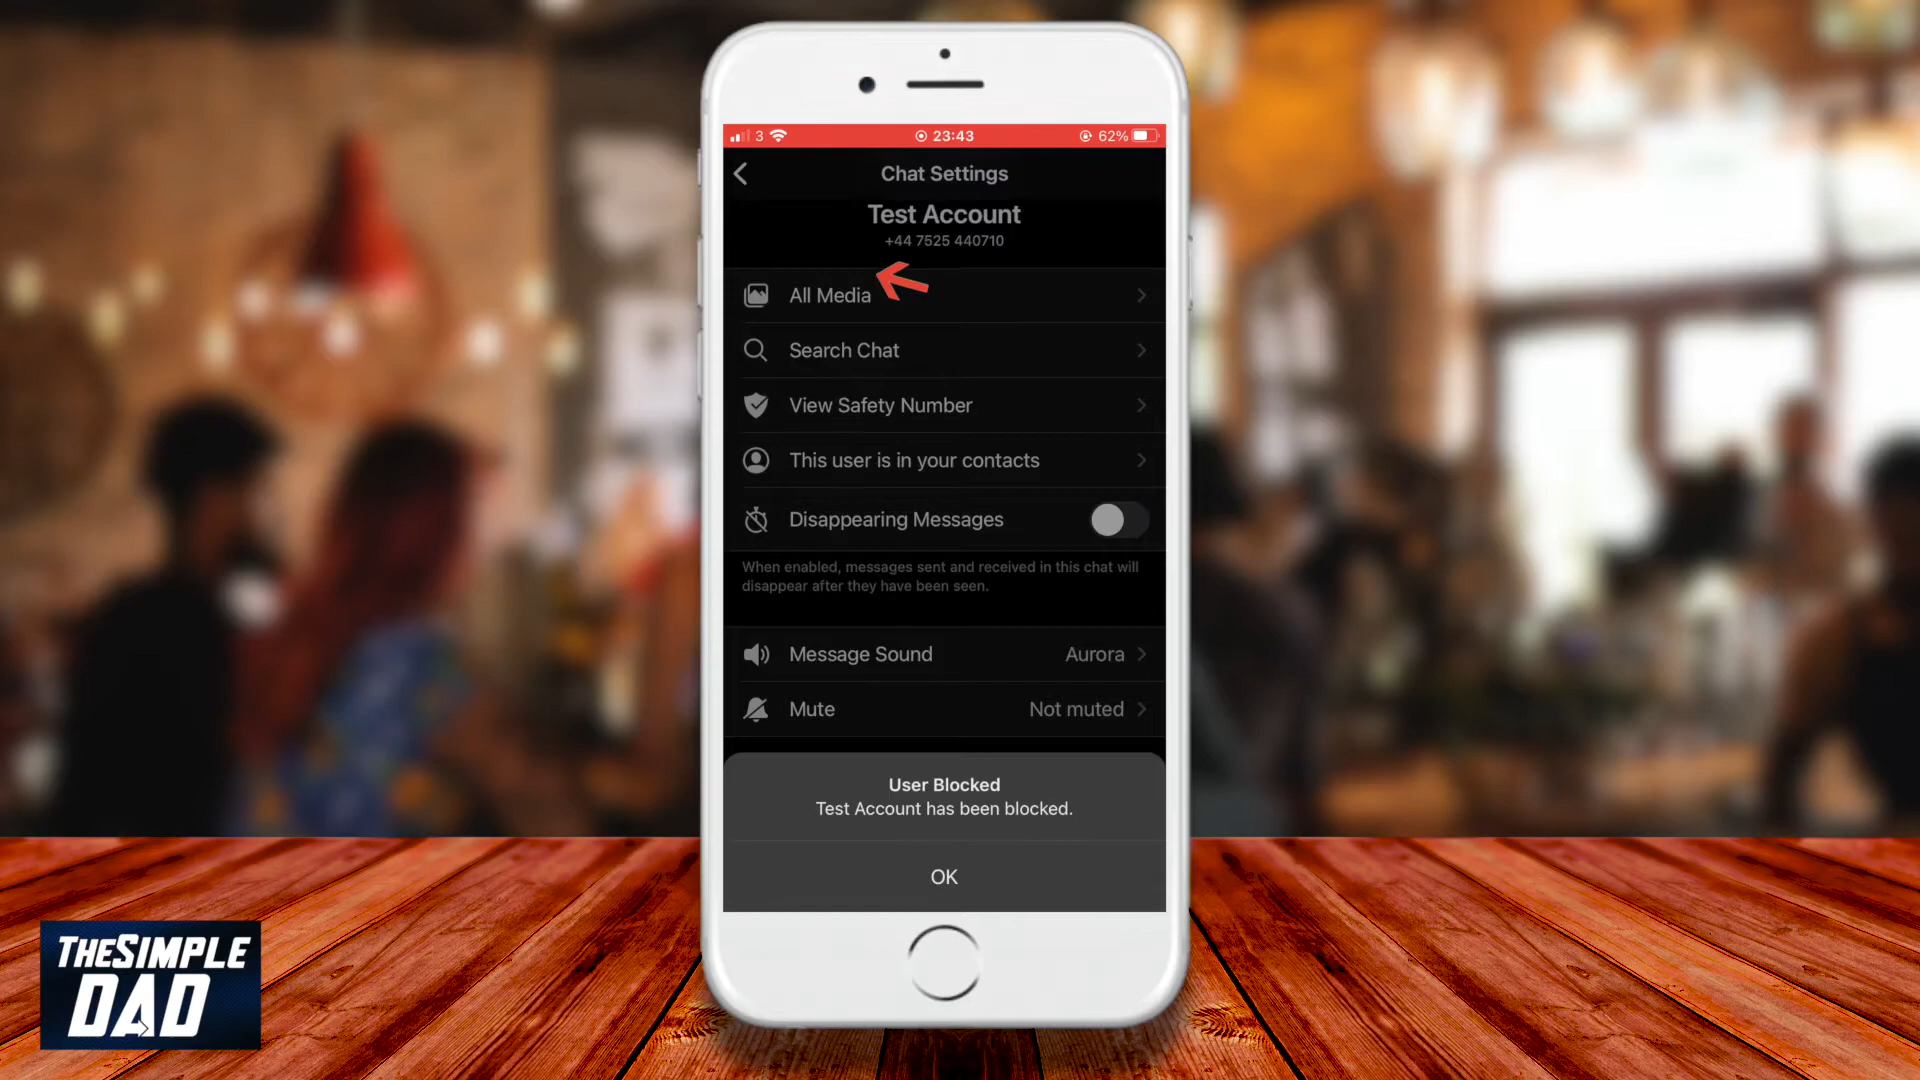 3 23:43 62%
Chat Settings
Test Account
+44 7525 440710
All Media
Search Chat
View Safety Number
This user is in your contacts
Disappearing Messages
When enabled, messages sent and received in this chat will
disappear after they have been seen.
Message Sound Aurora
Mute Not muted
User Blocked
Test Account has been blocked.
OK
THESIMPLE
DAD